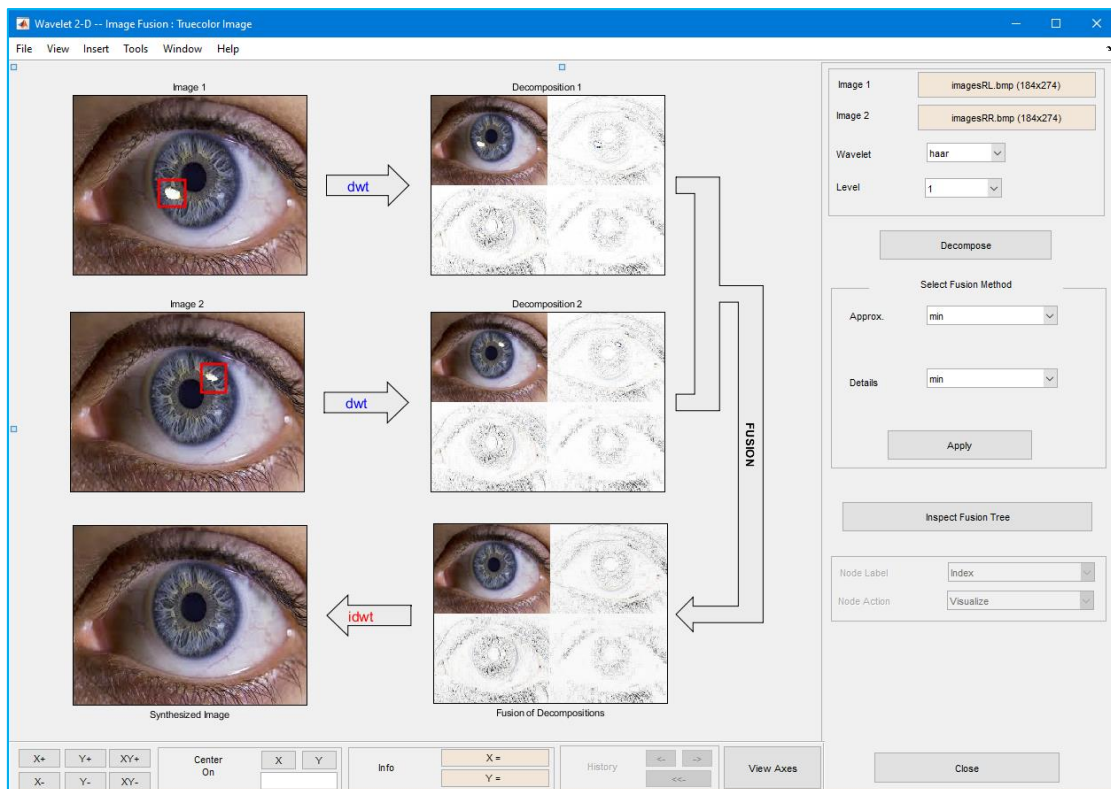 Wavelet 2-D -- Image Fusion : Truecolor Image
File View Insert Tools Window Help
Image 1
Decomposition 1
dwt
Image 2
Decomposition 2
dwt
FUSION
idwt
Synthesized Image
Fusion of Decompositions
Image 1 imagesRL.bmp (184x274)
Image 2 imagesRR.bmp (184x274)
Wavelet haar
Level 1
Decompose
Select Fusion Method
Approx. min
Details min
Apply
Inspect Fusion Tree
Node Label Index
Node Action Visualize
X+ Y+ XY+
X- Y- XY-
Center
On
X Y
Info
X =
Y =
History
<- ->
<<-
View Axes
Close